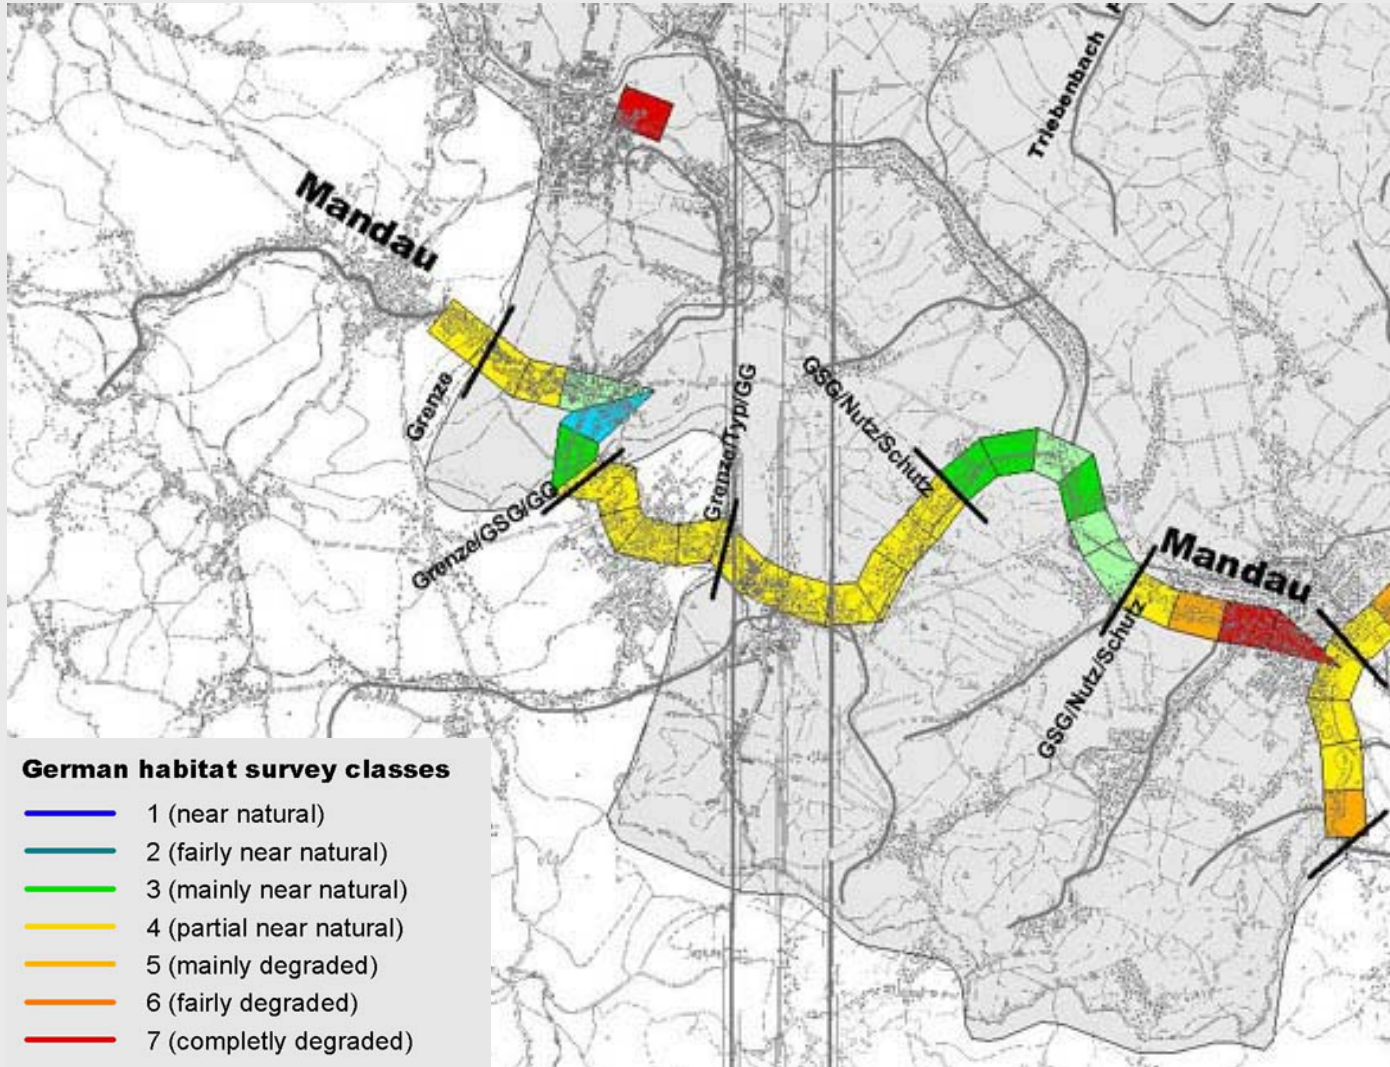 Triebenbach
Mandau
Grenze
Grenze/GSG/GG
Grenze/Typ/GG
GSG/Nutz/Schutz
Mandau
GSG/Nutz/Schutz
German habitat survey classes
1 (near natural)
2 (fairly near natural)
3 (mainly near natural)
4 (partial near natural)
5 (mainly degraded)
6 (fairly degraded)
7 (completly degraded)